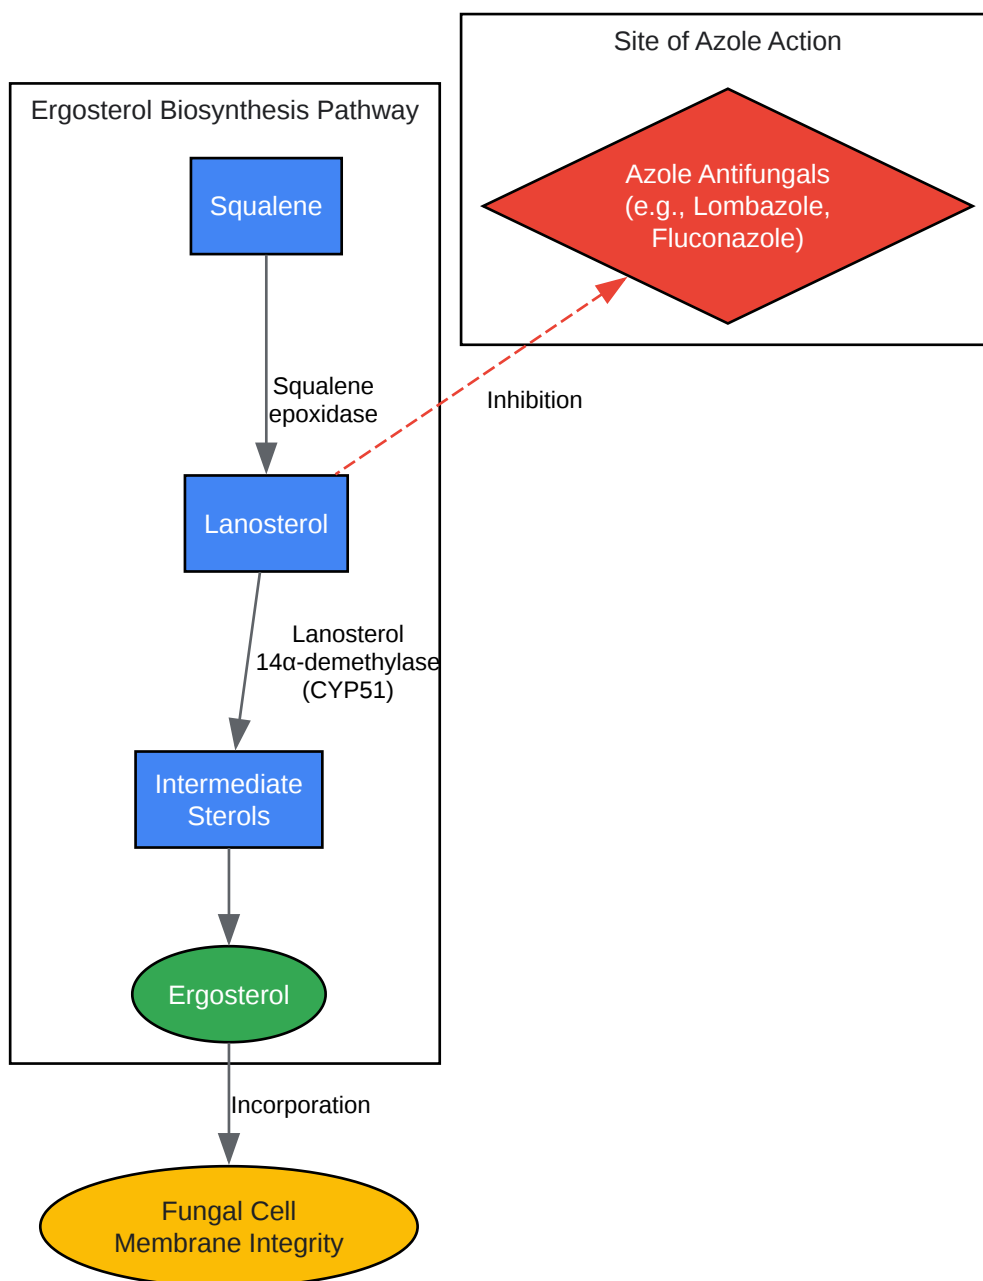 Site of Azole Action
Azole Antifungals
(e.g., Lombazole,
Fluconazole)
Ergosterol Biosynthesis Pathway
Squalene
Squalene
epoxidase
Inhibition
Lanosterol
Lanosterol
14α-demethylase
(CYP51)
Intermediate
Sterols
Ergosterol
Incorporation
Fungal Cell
Membrane Integrity